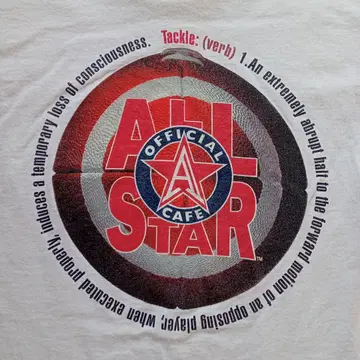 Tackle: (verb) 1.An extremely abrupt halt to the forward motion of an opposing player, when executed properly, induces a temporary loss of consciousness.
ALL
OFFICIAL
CAFE
STAR
TM